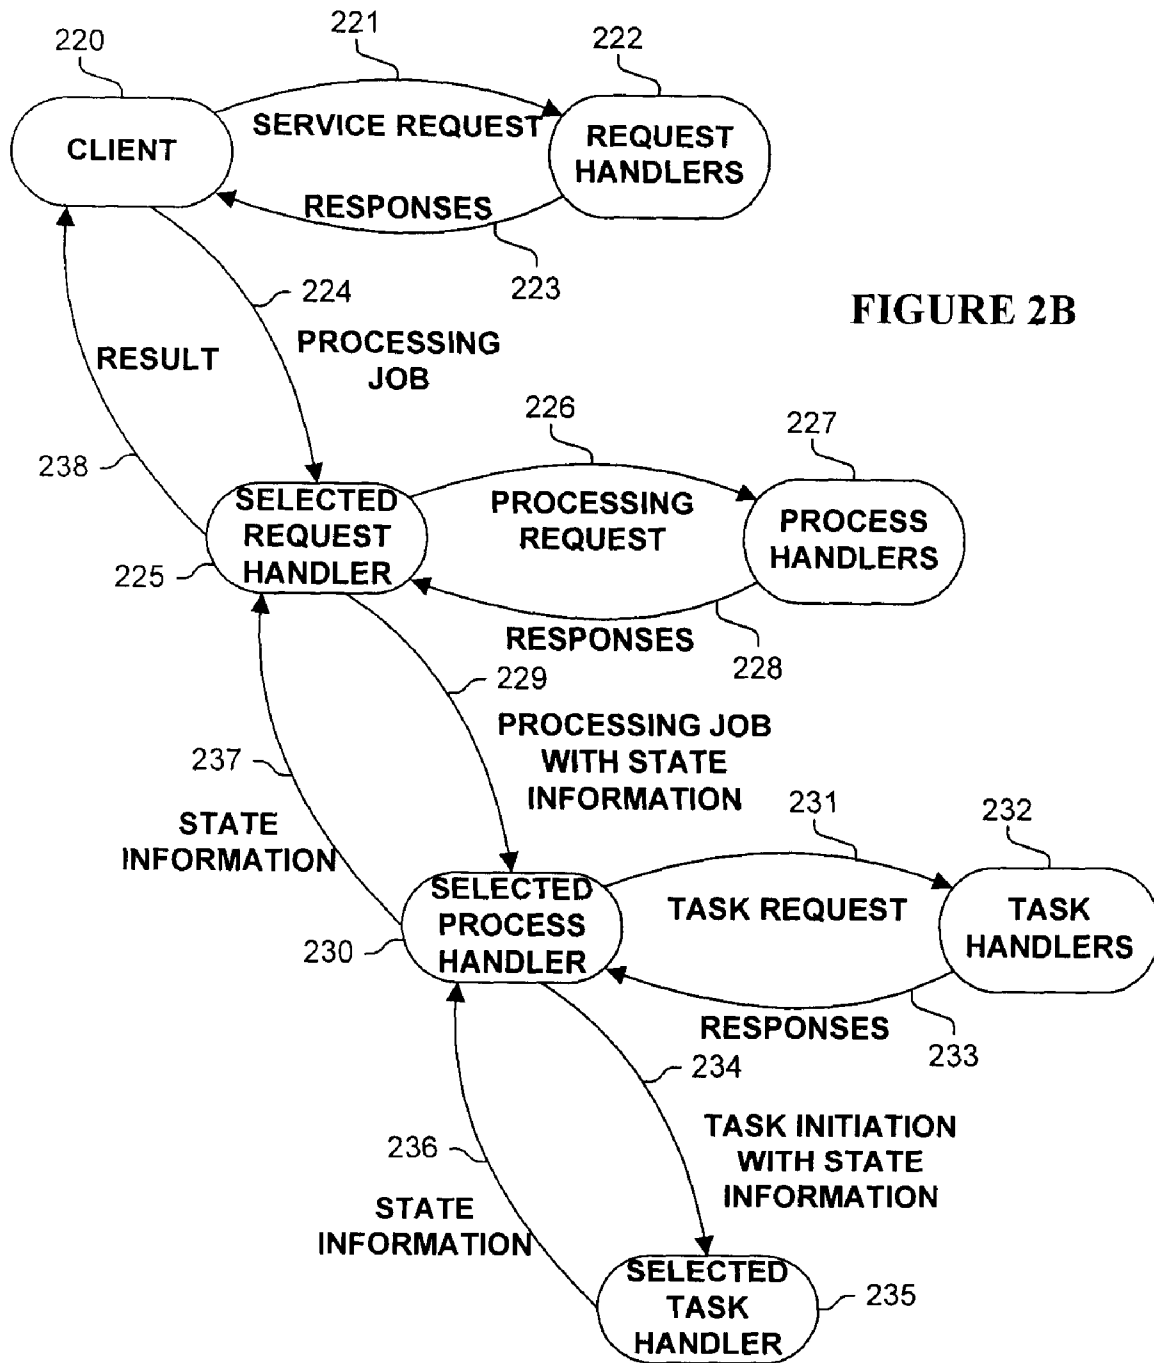 220
221
222
CLIENT
SERVICE REQUEST
REQUEST
HANDLERS
RESPONSES
223
224
FIGURE 2B
RESULT
PROCESSING
JOB
238
226
227
SELECTED
REQUEST
HANDLER
225
PROCESSING
REQUEST
PROCESS
HANDLERS
RESPONSES
228
229
PROCESSING JOB
WITH STATE
INFORMATION
237
STATE
INFORMATION
231
232
SELECTED
PROCESS
HANDLER
230
TASK REQUEST
TASK
HANDLERS
RESPONSES
233
234
TASK INITIATION
WITH STATE
INFORMATION
236
STATE
INFORMATION
SELECTED
TASK
HANDLER
235